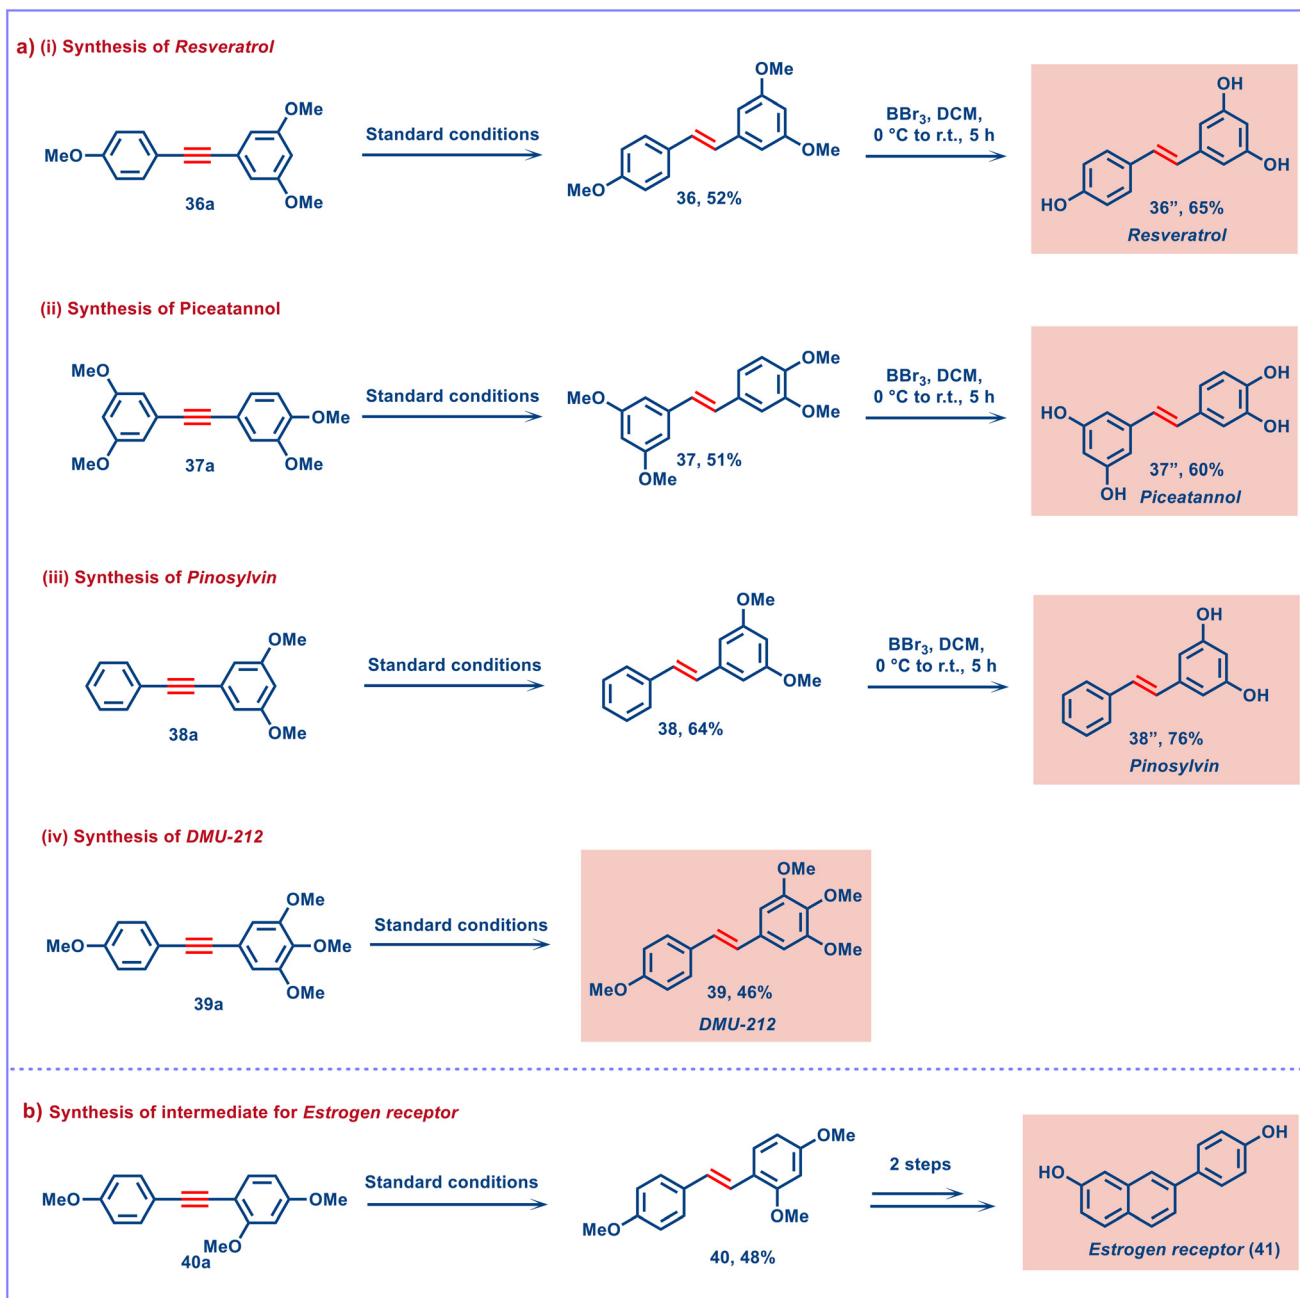 a) (i) Synthesis of Resveratrol
MeO
OMe
OMe
36a
Standard conditions
OMe
OMe
MeO
36, 52%
BBr3, DCM,
0 °C to r.t., 5 h
OH
OH
HO
36”, 65%
Resveratrol
(ii) Synthesis of Piceatannol
MeO
MeO
OMe
OMe
37a
Standard conditions
OMe
OMe
MeO
OMe
37, 51%
BBr3, DCM,
0 °C to r.t., 5 h
OH
OH
HO
OH
37”, 60%
Piceatannol
(iii) Synthesis of Pinosylvin
OMe
OMe
38a
Standard conditions
OMe
OMe
38, 64%
BBr3, DCM,
0 °C to r.t., 5 h
OH
OH
38”, 76%
Pinosylvin
(iv) Synthesis of DMU-212
MeO
OMe
OMe
OMe
39a
Standard conditions
OMe
OMe
OMe
MeO
39, 46%
DMU-212
b) Synthesis of intermediate for Estrogen receptor
MeO
OMe
MeO
40a
Standard conditions
OMe
OMe
MeO
40, 48%
2 steps
OH
HO
Estrogen receptor (41)